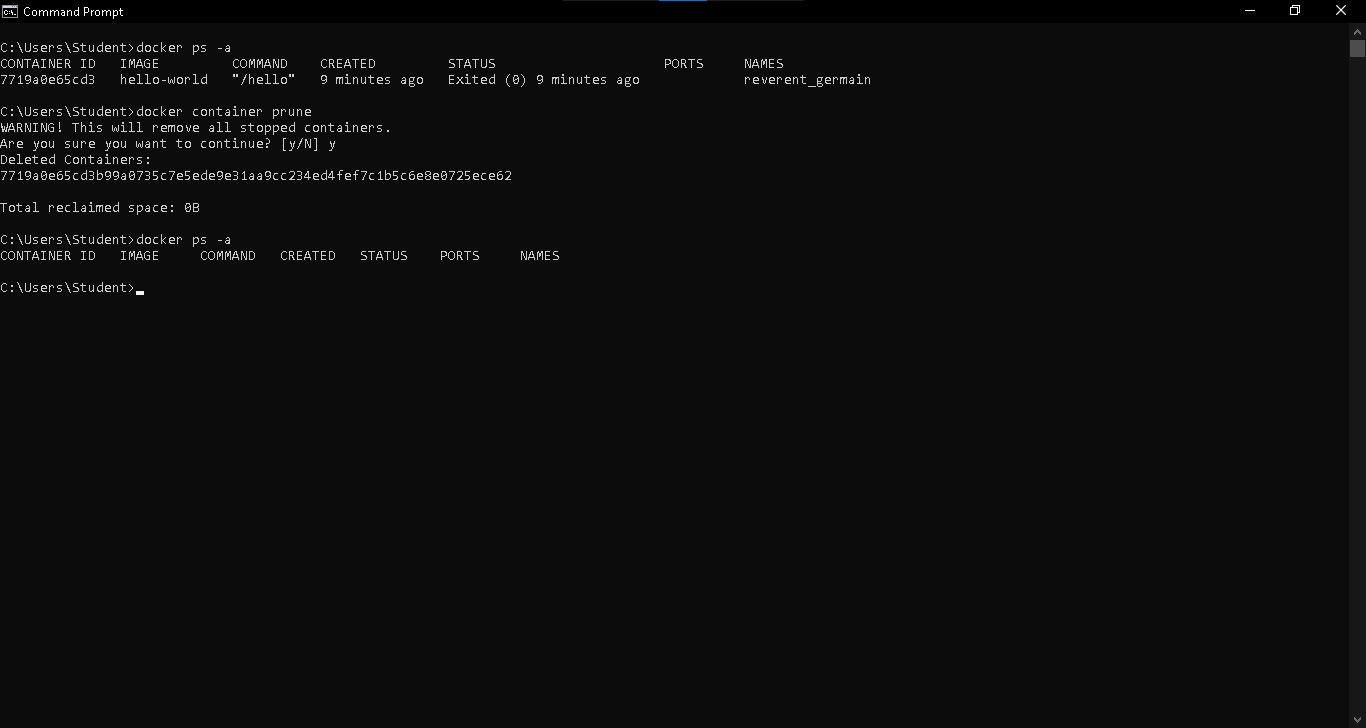 Command Prompt
C:\Users\Student>docker ps -a
CONTAINER ID   IMAGE         COMMAND    CREATED         STATUS                     PORTS     NAMES
7719a0e65cd3   hello-world   "/hello"   9 minutes ago   Exited (0) 9 minutes ago             reverent_germain
C:\Users\Student>docker container prune
WARNING! This will remove all stopped containers.
Are you sure you want to continue? [y/N] y
Deleted Containers:
7719a0e65cd3b99a0735c7e5ede9e31aa9cc234ed4fef7c1b5c6e8e0725ece62
Total reclaimed space: 0B
C:\Users\Student>docker ps -a
CONTAINER ID   IMAGE     COMMAND   CREATED   STATUS    PORTS     NAMES
C:\Users\Student>